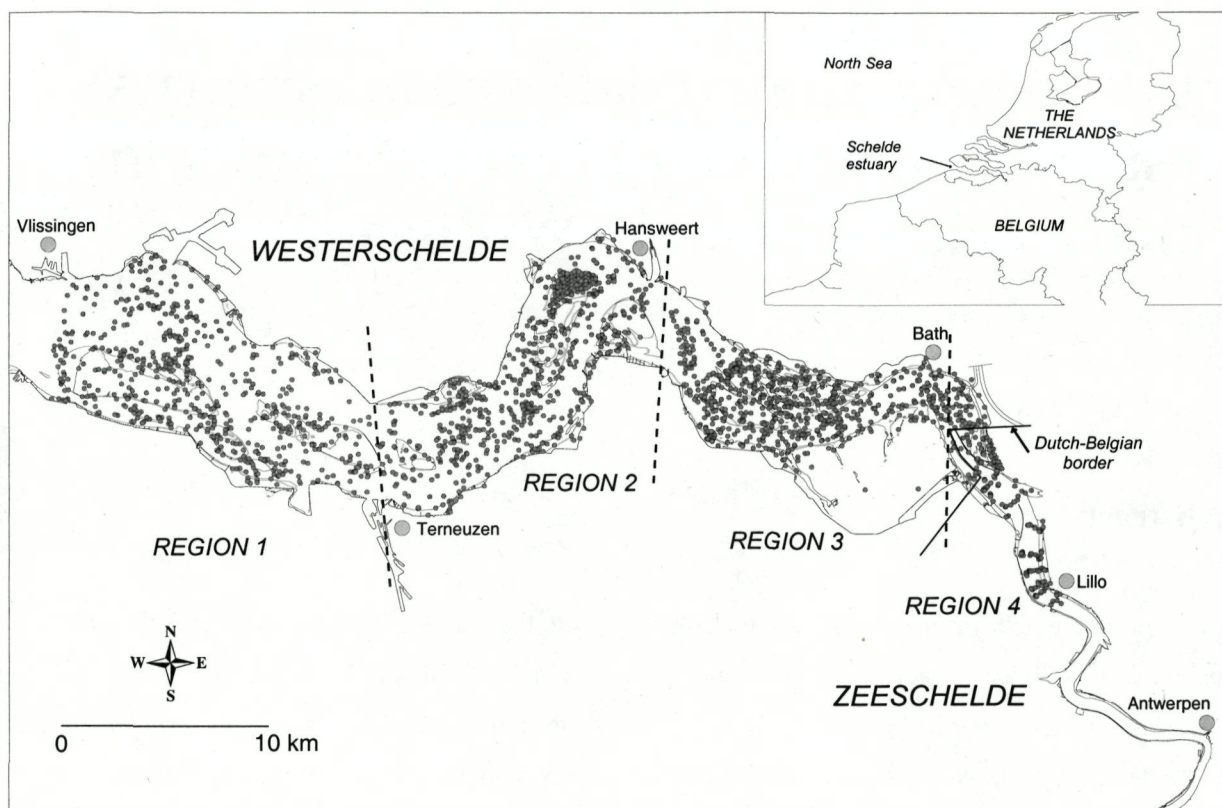 North Sea
THE
NETHERLANDS
Schelde
estuary
BELGIUM
Vlissingen
WESTERSCHELDE
Hansweert
Bath
Dutch-Belgian
border
REGION 2
Terneuzen
REGION 1
REGION 3
REGION 4
Lillo
N
W E
S
ZEESCHELDE
Antwerpen
0 10 km